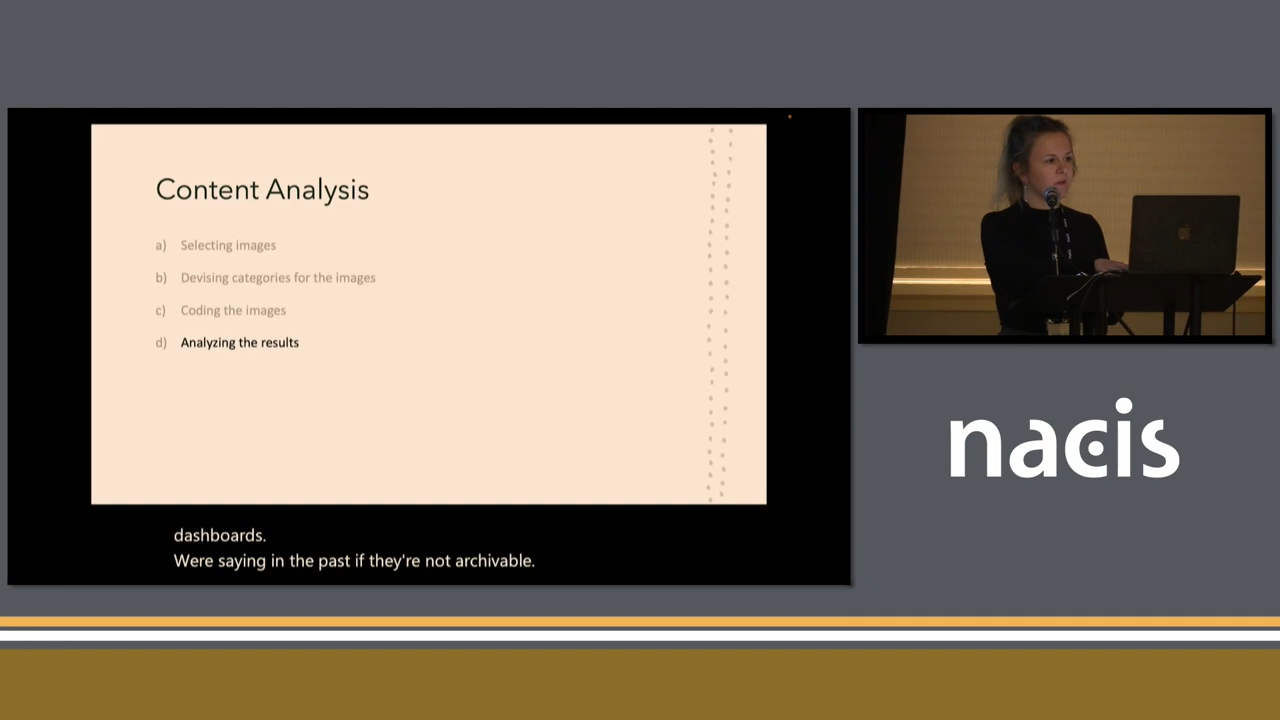 Content Analysis
a) Selecting images
b) Devising categories for the images
c) Coding the images
d) Analyzing the results
dashboards.
Were saying in the past if they're not archivable.
nacis